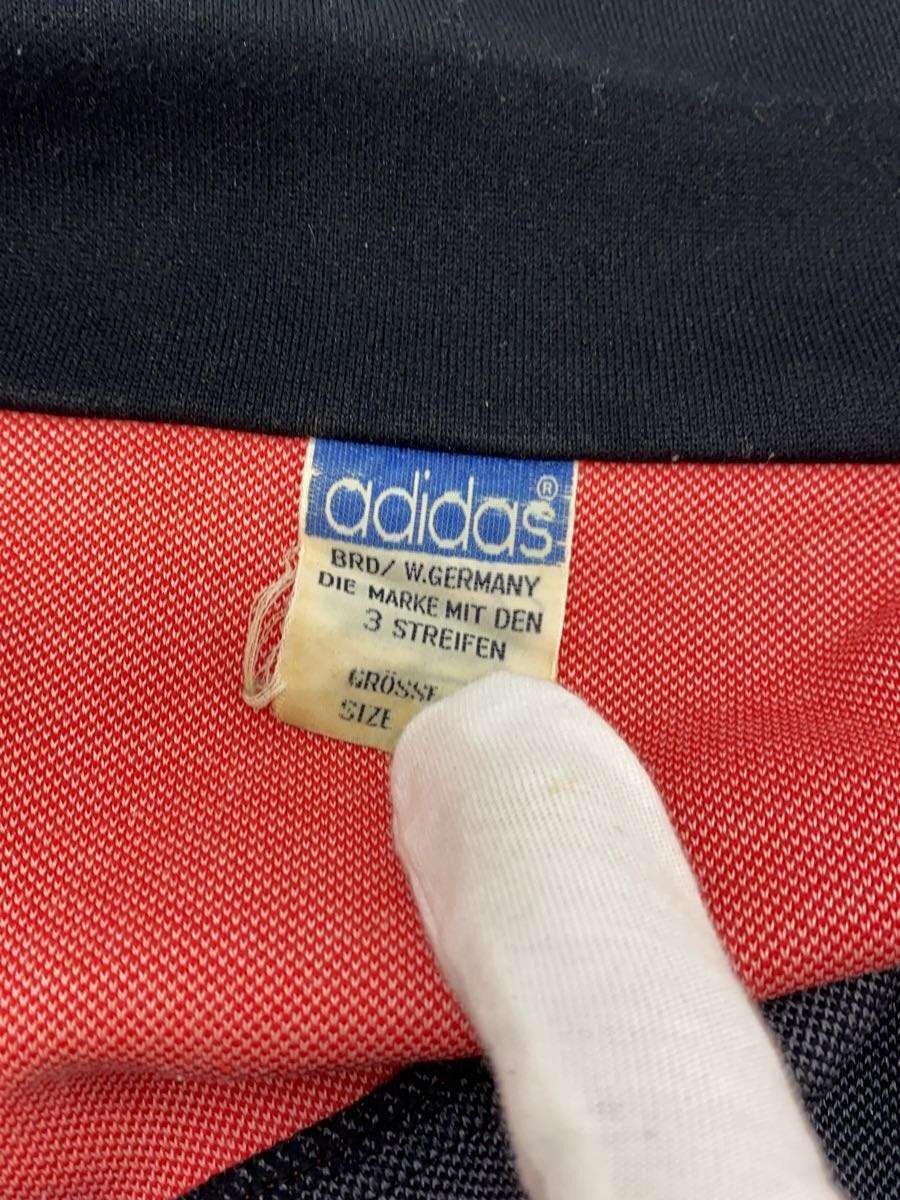 adidas®
BRD/ W.GERMANY
DIE MARKE MIT DEN
3 STREIFEN
GRÖSSE
SIZE